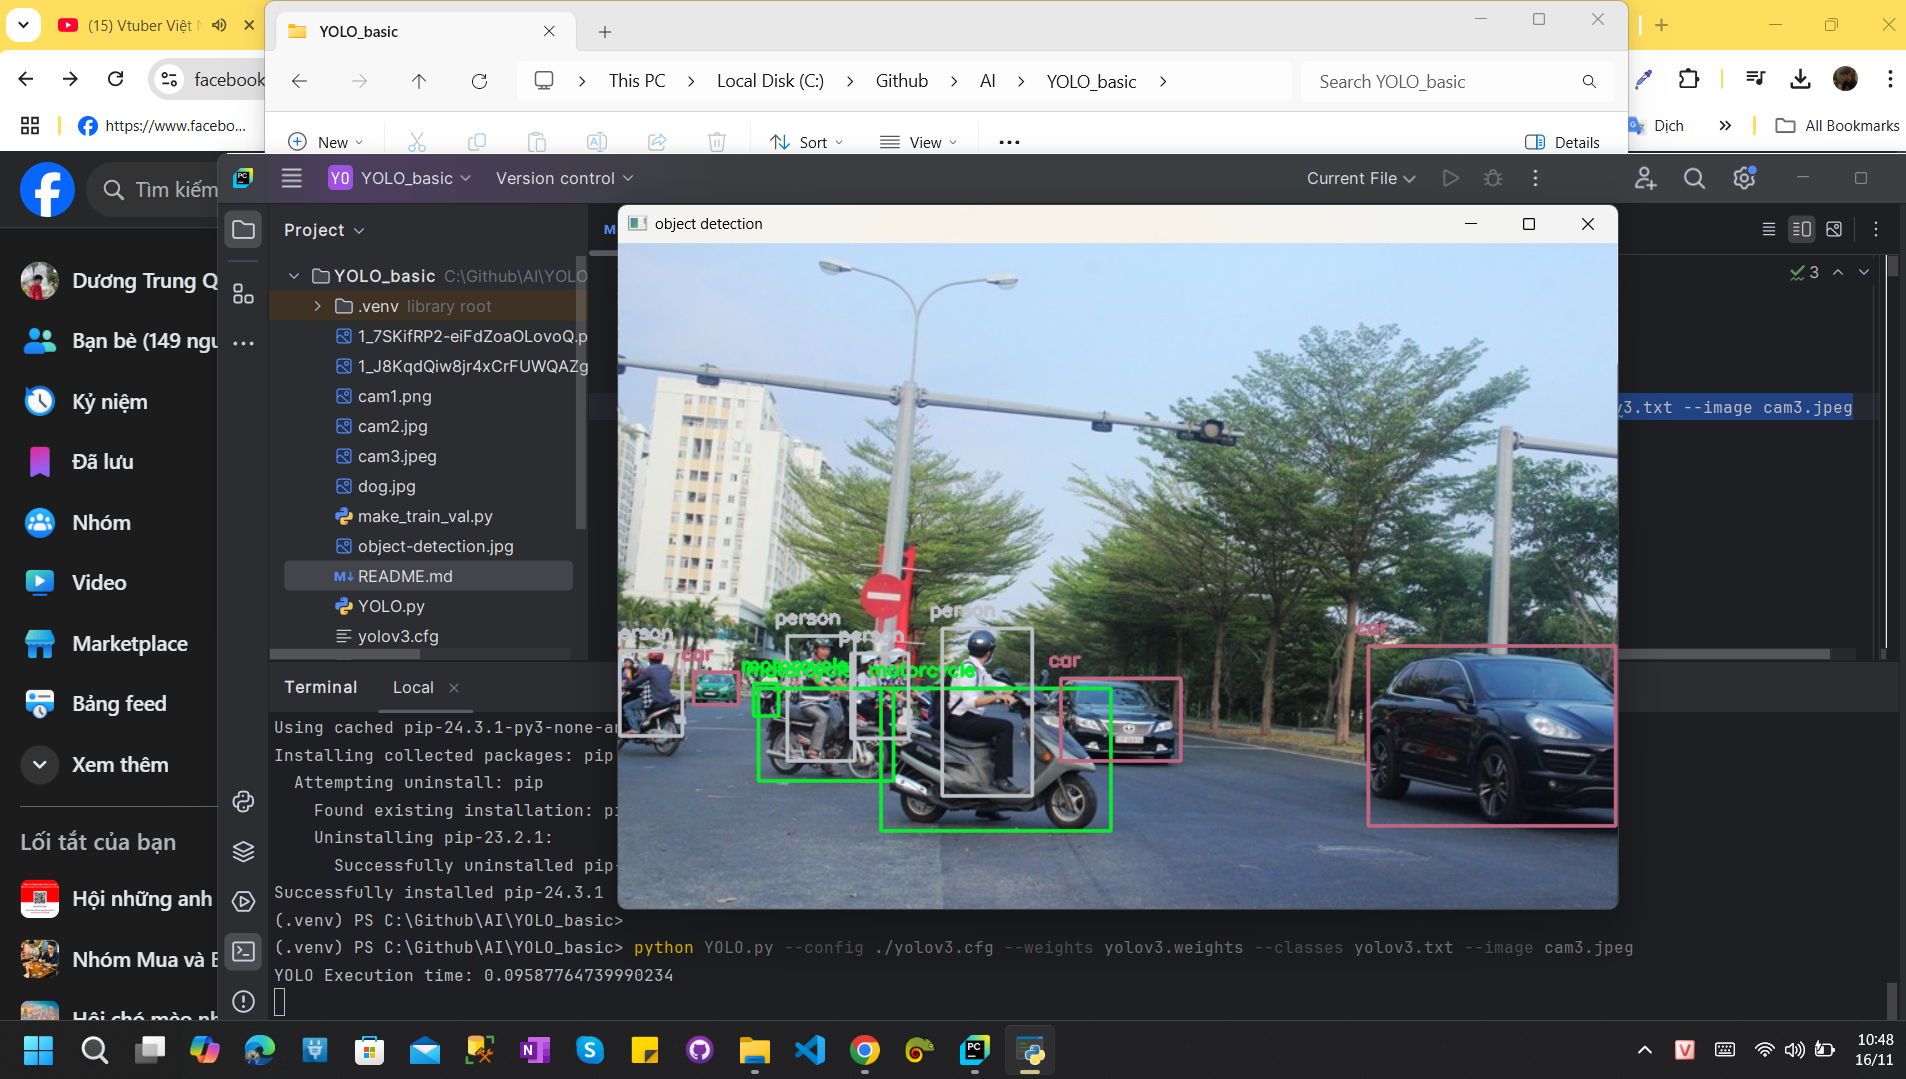 (15) Vtuber Việt
YOLO_basic
facebook
This PC > Local Disk (C:) > Github > AI > YOLO_basic >
Search YOLO_basic
https://www.facebo...
New
Sort
View
Details
Dịch
All Bookmarks
Tìm kiếm
PC
YO YOLO_basic
Version control
Current File
Dương Trung Q
Bạn bè (149 ngư
Kỷ niệm
Đã lưu
Nhóm
Video
Marketplace
Bảng feed
Xem thêm
Lối tắt của bạn
Hội những anh
Nhóm Mua và B
Hội chó mèo nh
Project
YOLO_basic C:\Github\AI\YOLO
.venv library root
1_7SKifRP2-eiFdZoaOLovoQ.p
1_J8KqdQiw8jr4xCrFUWQAZg
cam1.png
cam2.jpg
cam3.jpeg
dog.jpg
make_train_val.py
object-detection.jpg
M↓ README.md
YOLO.py
yolov3.cfg
object detection
3
v3.txt --image cam3.jpeg
person
person
person
erson
car
motorcycle
motorcycle
motorcycle
car
car
Terminal
Local
Using cached pip-24.3.1-py3-none-an
Installing collected packages: pip
Attempting uninstall: pip
Found existing installation: pi
Uninstalling pip-23.2.1:
Successfully uninstalled pip-
Successfully installed pip-24.3.1
(.venv) PS C:\Github\AI\YOLO_basic>
(.venv) PS C:\Github\AI\YOLO_basic> python YOLO.py --config ./yolov3.cfg --weights yolov3.weights --classes yolov3.txt --image cam3.jpeg
YOLO Execution time: 0.09587764739990234
10:48
16/11